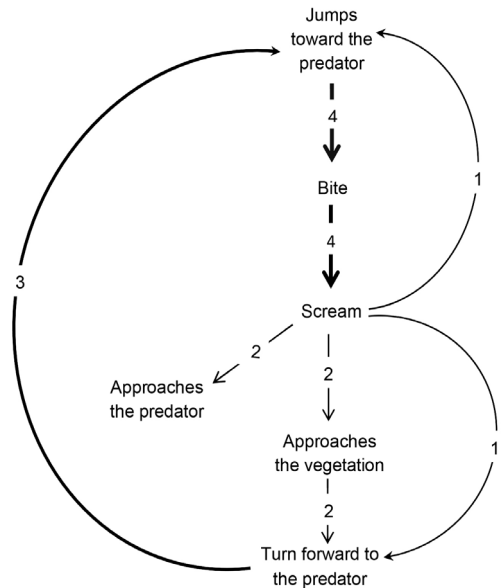 Jumps
toward the
predator
4
1
Bite
4
3
Scream
2
2
Approaches
the predator
1
Approaches
the vegetation
2
Turn forward to
the predator